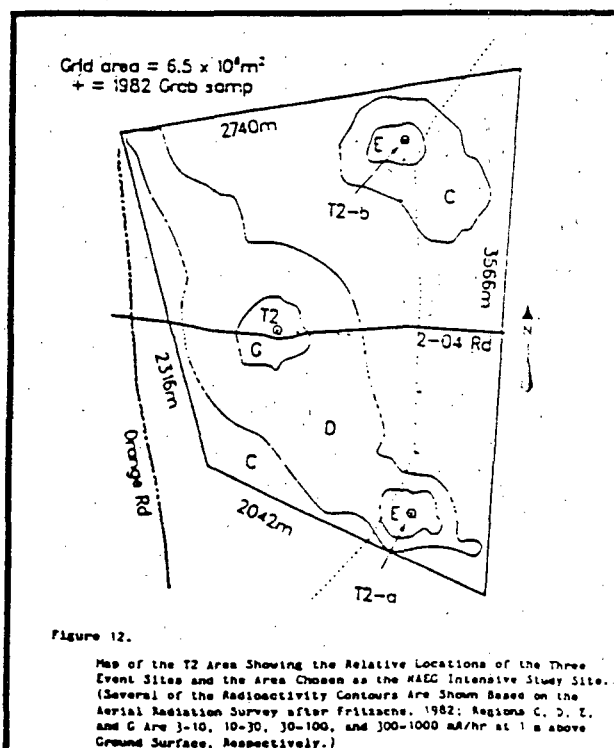 Grid area = 6.5 x 10⁶m²
+ = 1982 Grab samp
2740m
E
T2-b
C
3566m
T2
G
2-04 Rd
N
2316m
D
Orange Rd
C
2042m
E
T2-a
Figure 12.
Map of the T2 Area Showing the Relative Locations of the Three
Event Sites and the Area Chosen as the NAEG Intensive Study Site.
(Several of the Radioactivity Contours Are Shown Based on the
Aerial Radiation Survey after Fritzsche, 1982; Regions C, D, E,
and G Are 3-10, 10-30, 30-100, and 300-1000 /hr at 1 m above
Ground Surface, Respectively.)